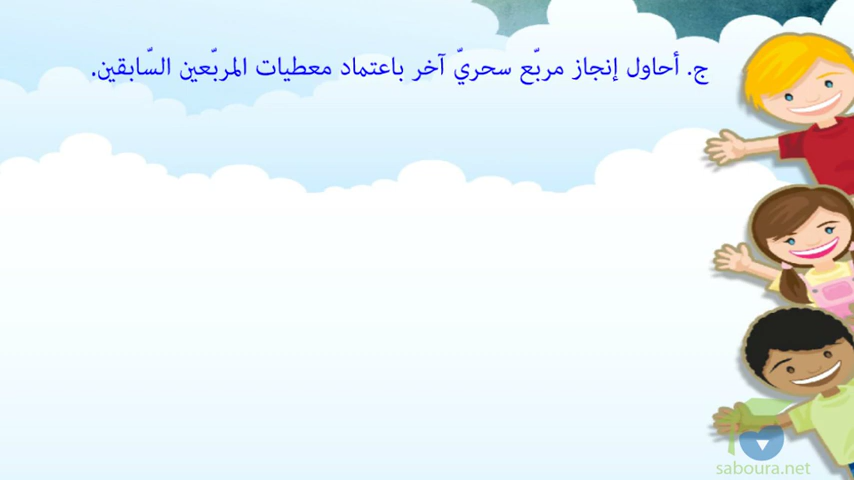 ج. أحاول إنجاز مربّع سحريّ آخر باعتماد معطيات المربّعين السّابقين.
saboura.net